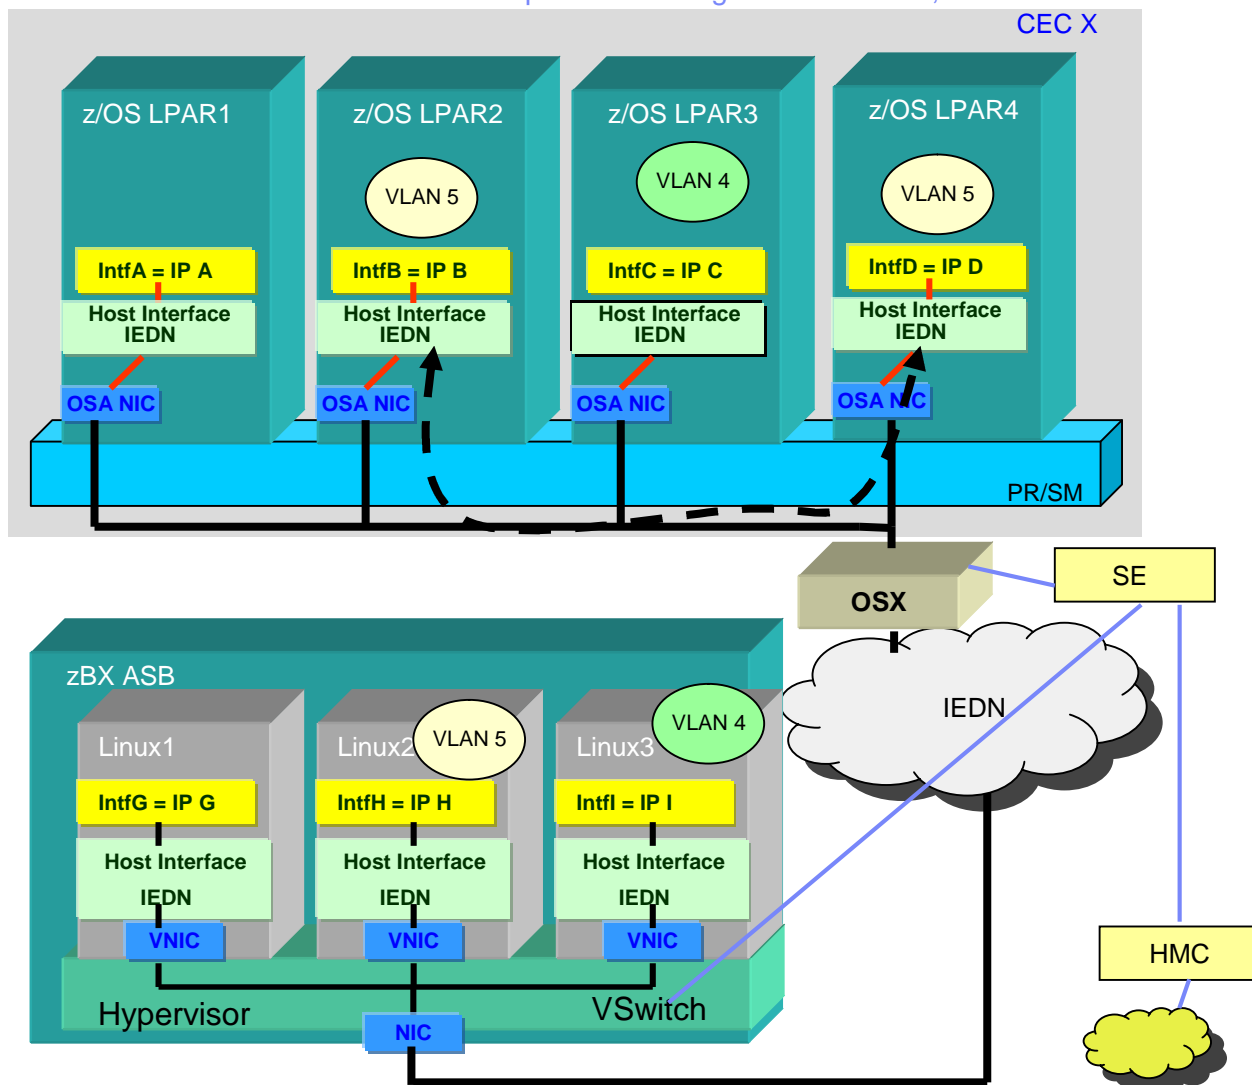 CEC X
z/OS LPAR1
z/OS LPAR2
z/OS LPAR3
z/OS LPAR4
VLAN 5
VLAN 4
VLAN 5
IntfA = IP A
IntfB = IP B
IntfC = IP C
IntfD = IP D
Host Interface
IEDN
Host Interface
IEDN
Host Interface
IEDN
Host Interface
IEDN
OSA NIC
OSA NIC
OSA NIC
OSA NIC
PR/SM
OSX
SE
IEDN
zBX ASB
Linux1
Linux2
Linux3
VLAN 5
VLAN 4
IntfG = IP G
IntfH = IP H
IntfI = IP I
Host Interface
IEDN
Host Interface
IEDN
Host Interface
IEDN
VNIC
VNIC
VNIC
HMC
Hypervisor
VSwitch
NIC